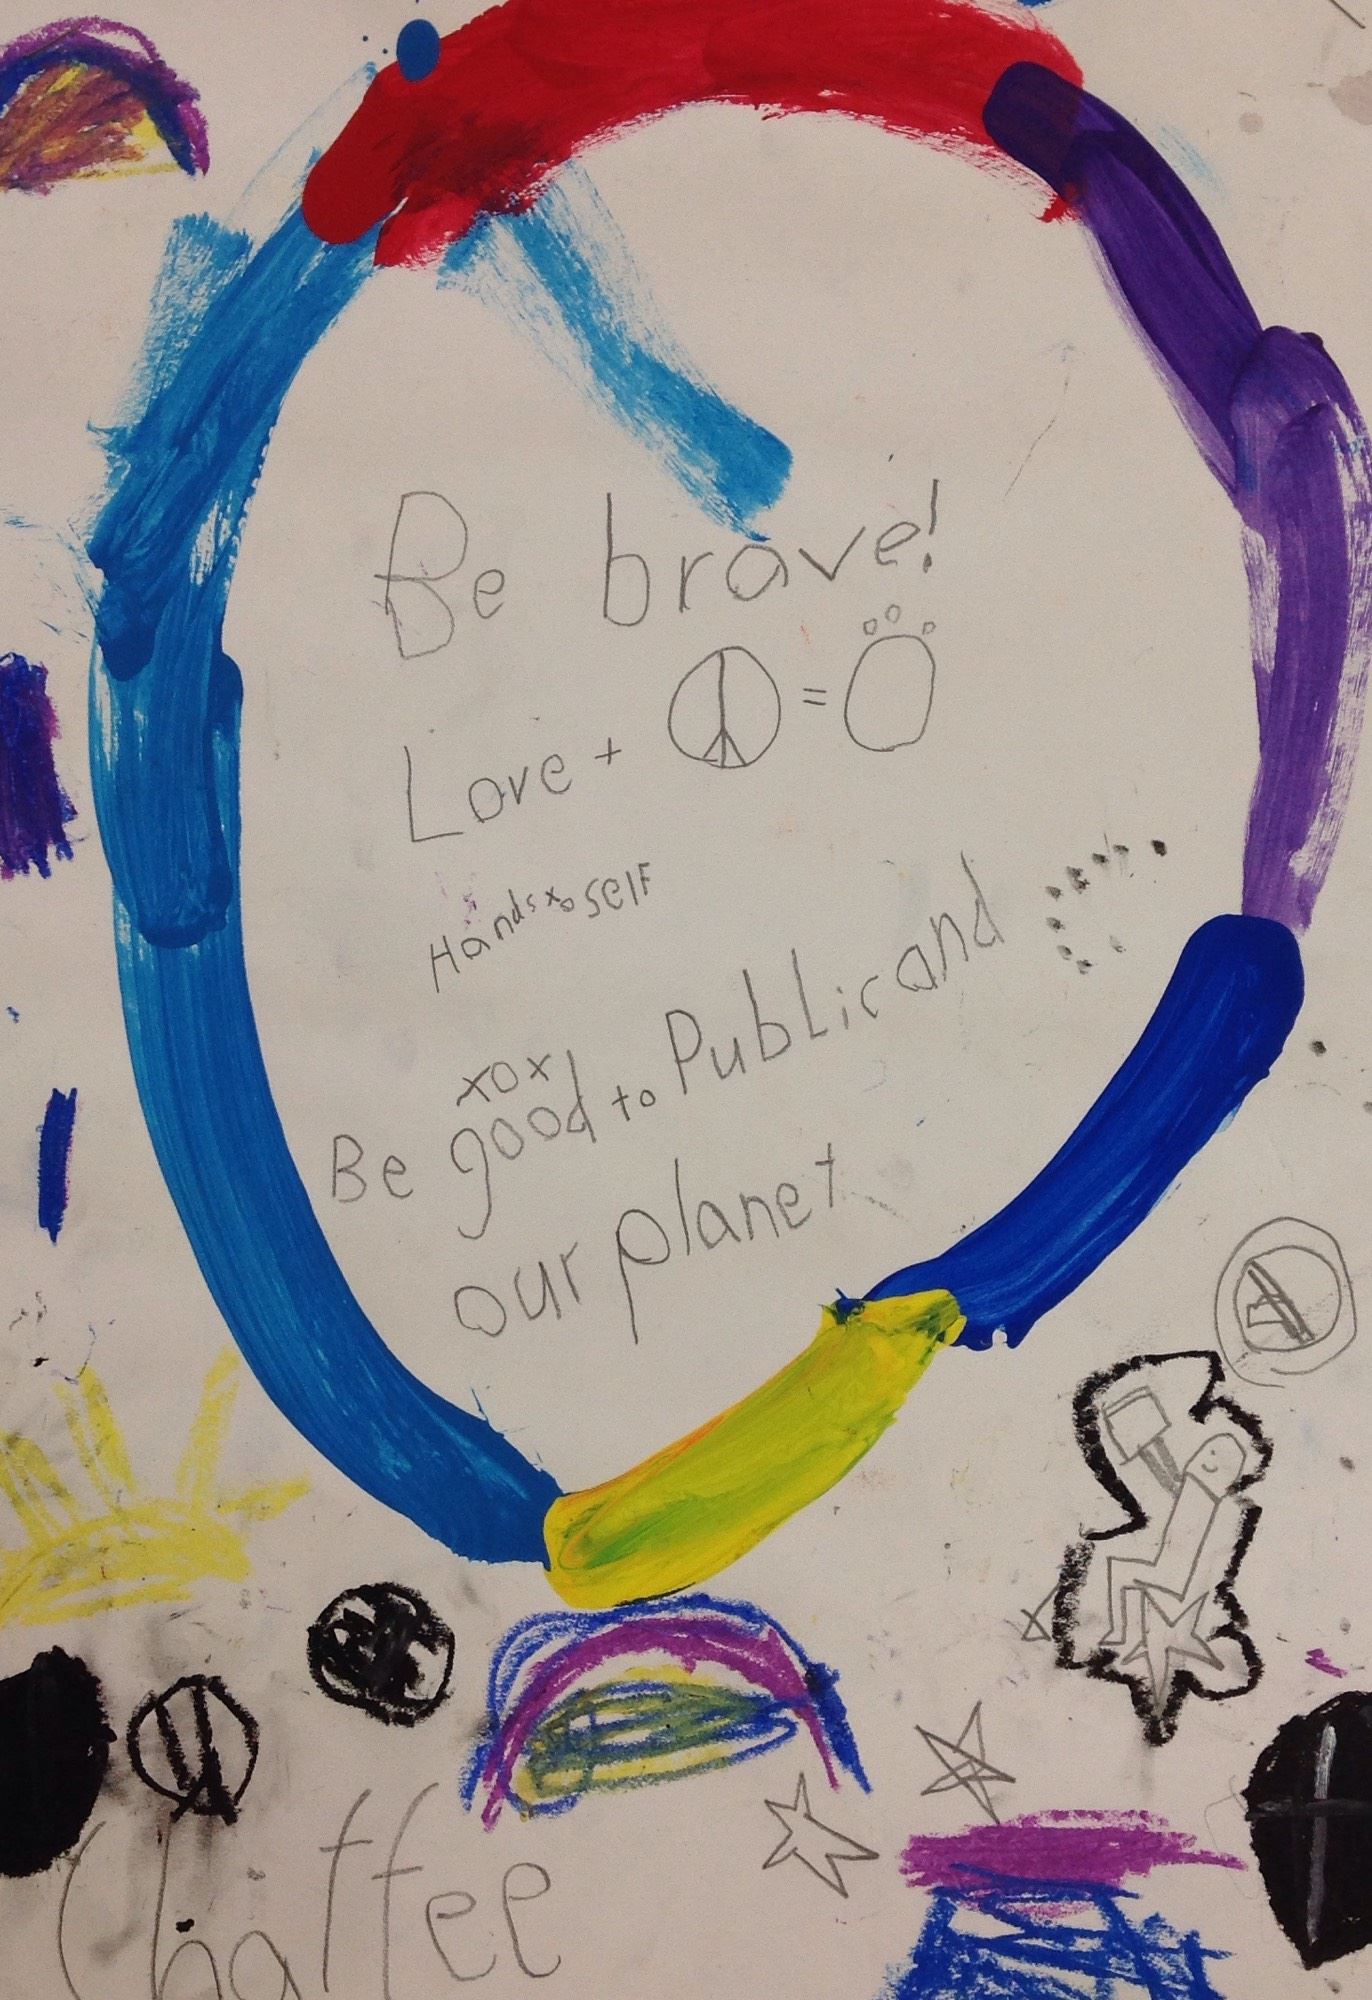 Be brave!
Love + =
Hands to self
xox
Be good to Public and
our planet
Chaffee